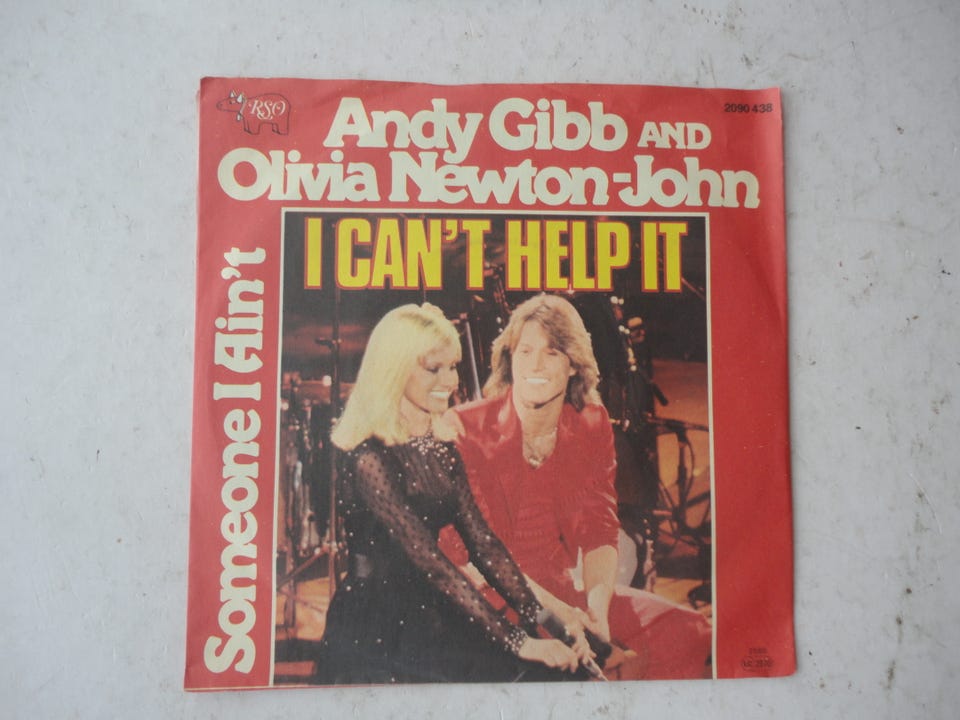 RSO
2090 438
Andy Gibb AND
Olivia Newton-John
I CAN'T HELP IT
Someone I Ain't